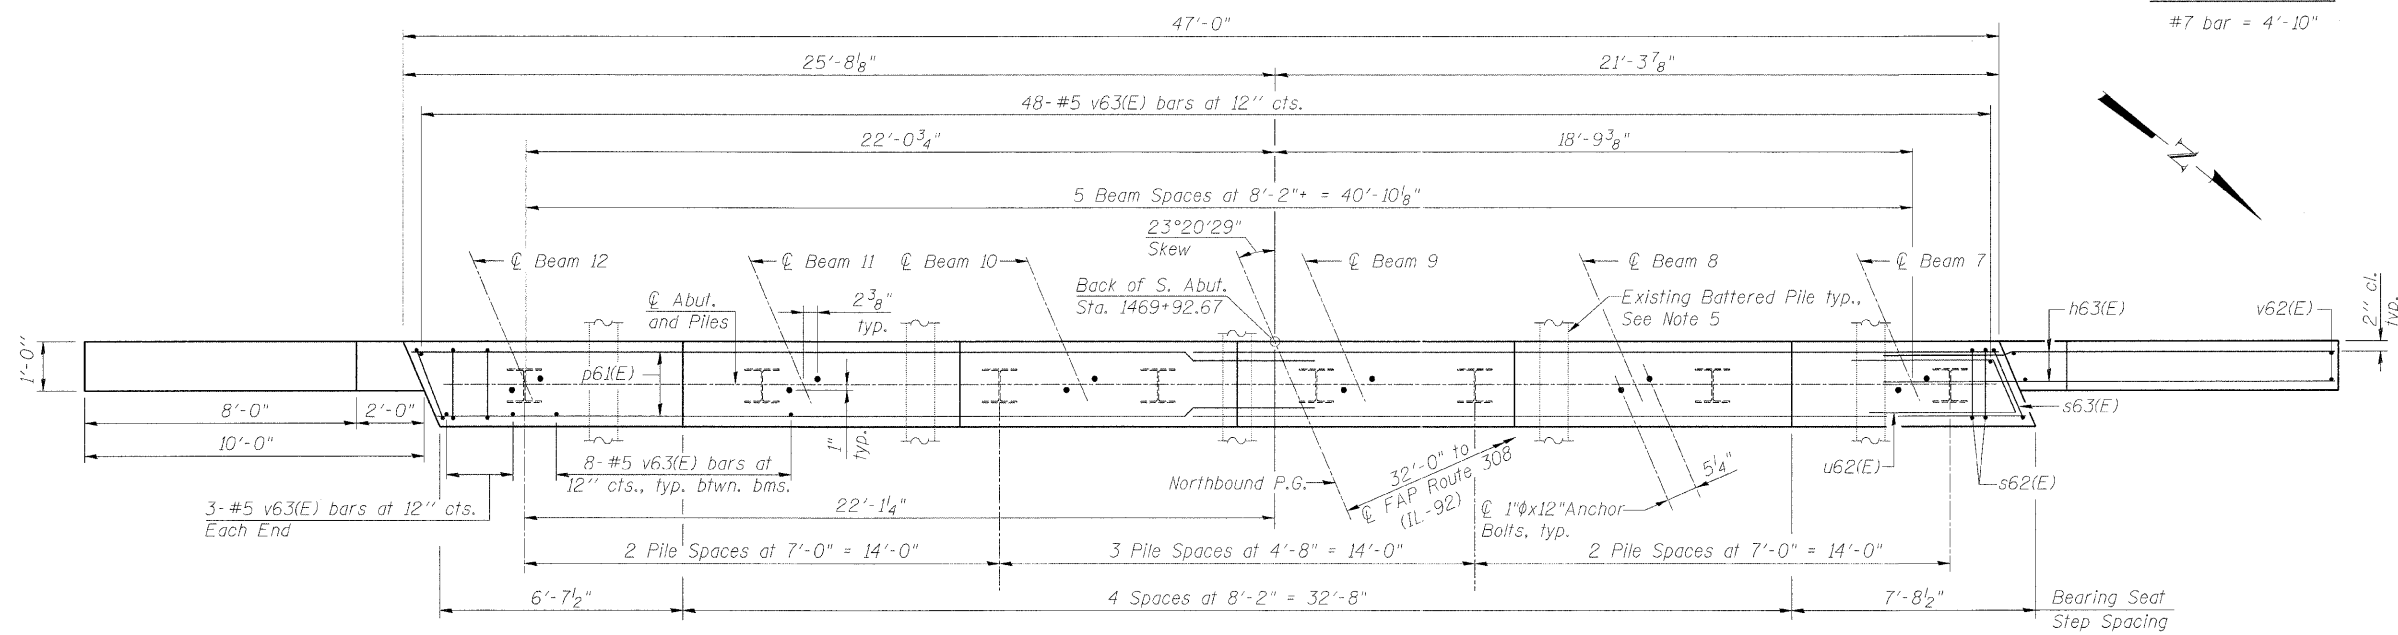 #7 bar = 4'-10"
47'-0"
25'-8⅛"
21'-3⅞"
48-#5 v63(E) bars at 12" cts.
22'-0¾"
18'-9⅜"
5 Beam Spaces at 8'-2"+ = 40'-10⅛"
23°20'29"
Skew
℄ Beam 12
℄ Beam 11
℄ Beam 10
℄ Beam 9
℄ Beam 8
℄ Beam 7
N
℄ Abut.
and Piles
2⅜"
typ.
Back of S. Abut.
Sta. 1469+92.67
Existing Battered Pile typ.,
See Note 5
h63(E)
v62(E)
2" cl.
typ.
1'-0"
p61(E)
8'-0"
2'-0"
10'-0"
1"
typ.
8-#5 v63(E) bars at
12" cts., typ. btwn. bms.
3-#5 v63(E) bars at 12" cts.
Each End
22'-1¼"
Northbound P.G.
32'-0" to
℄ FAP Route 308
(IL-92)
5¼"
℄ 1"φx12"Anchor
Bolts, typ.
u62(E)
s63(E)
s62(E)
2 Pile Spaces at 7'-0" = 14'-0"
3 Pile Spaces at 4'-8" = 14'-0"
2 Pile Spaces at 7'-0" = 14'-0"
6'-7½"
4 Spaces at 8'-2" = 32'-8"
7'-8½"
Bearing Seat
Step Spacing